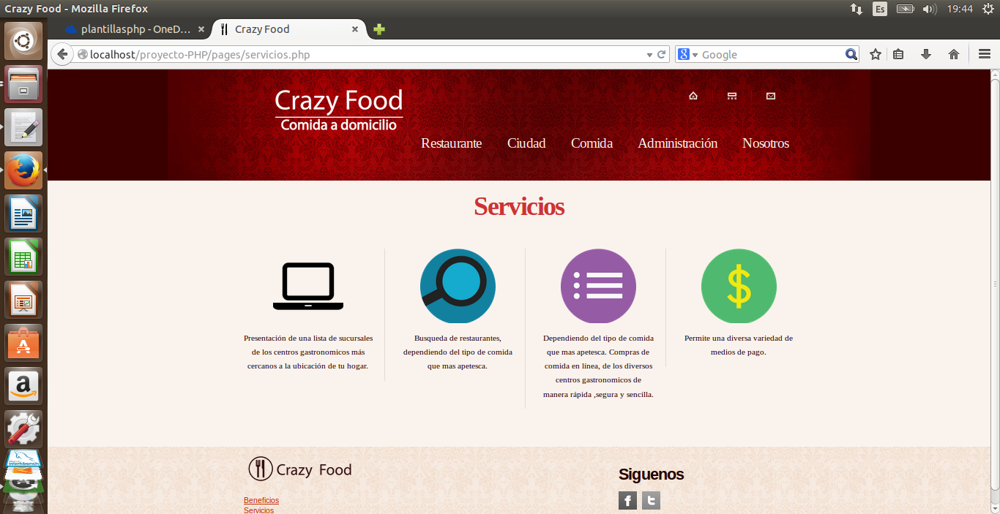 Crazy Food - Mozilla Firefox
Es
19:44
plantillasphp - OneD...
Crazy Food
localhost/proyecto-PHP/pages/servicios.php
8
Google
Crazy Food
Comida a domicilio
Restaurante Ciudad Comida Administración Nosotros
Servicios
Presentación de una lista de sucursales
de los centros gastronomicos más
cercanos a la ubicación de tu hogar.
Busqueda de restaurantes,
dependiendo del tipo de comida
que mas apetesca.
Dependiendo del tipo de comida
que mas apetesca. Compras de
comida en línea, de los diversos
centros gastronomicos de
manera rápida ,segura y sencilla.
$
Permite una diversa variedad de
medios de pago.
Crazy Food
Beneficios
Servicios
Siguenos
f
t
a
workbench